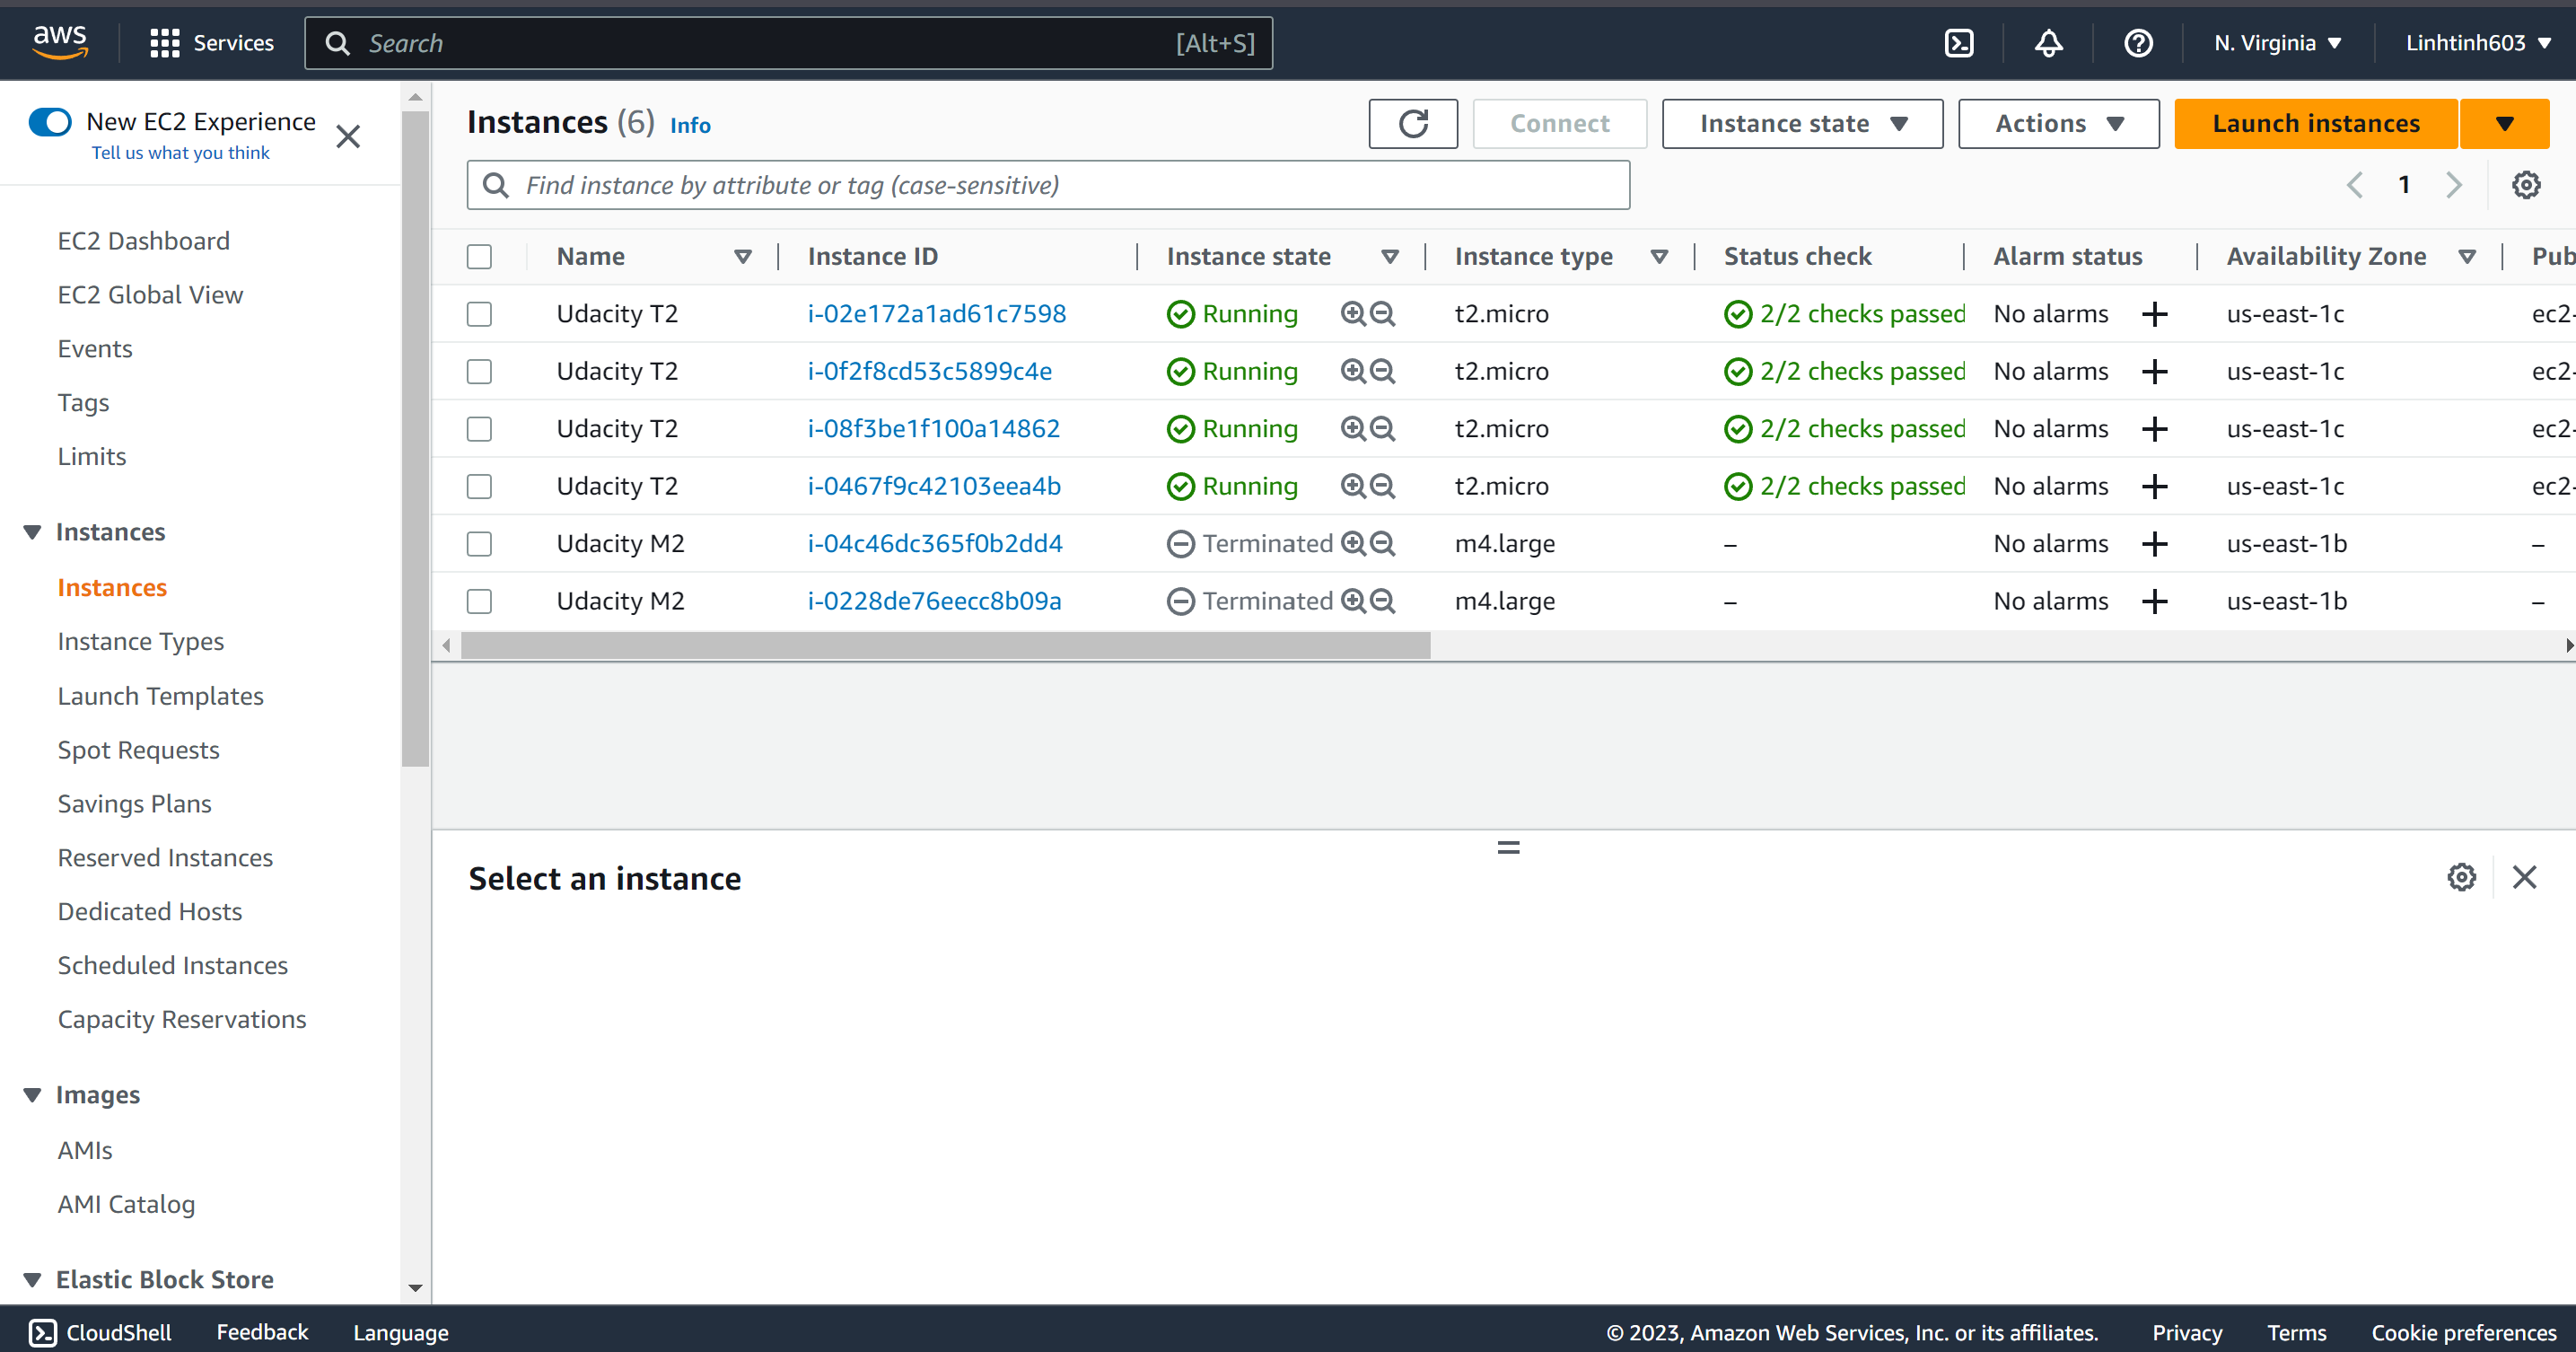 aws
Services
Search [Alt+S]
N. Virginia
Linhtinh603
New EC2 Experience
Tell us what you think
EC2 Dashboard
EC2 Global View
Events
Tags
Limits
Instances
Instances
Instance Types
Launch Templates
Spot Requests
Savings Plans
Reserved Instances
Dedicated Hosts
Scheduled Instances
Capacity Reservations
Images
AMIs
AMI Catalog
Elastic Block Store
Instances (6) Info
Connect
Instance state
Actions
Launch instances
Find instance by attribute or tag (case-sensitive)
1
Name Instance ID Instance state Instance type Status check Alarm status Availability Zone Pub
Udacity T2 i-02e172a1ad61c7598 Running t2.micro 2/2 checks passed No alarms + us-east-1c ec2-
Udacity T2 i-0f2f8cd53c5899c4e Running t2.micro 2/2 checks passed No alarms + us-east-1c ec2-
Udacity T2 i-08f3be1f100a14862 Running t2.micro 2/2 checks passed No alarms + us-east-1c ec2-
Udacity T2 i-0467f9c42103eea4b Running t2.micro 2/2 checks passed No alarms + us-east-1c ec2-
Udacity M2 i-04c46dc365f0b2dd4 Terminated m4.large – No alarms + us-east-1b –
Udacity M2 i-0228de76eecc8b09a Terminated m4.large – No alarms + us-east-1b –
Select an instance
CloudShell Feedback Language © 2023, Amazon Web Services, Inc. or its affiliates. Privacy Terms Cookie preferences